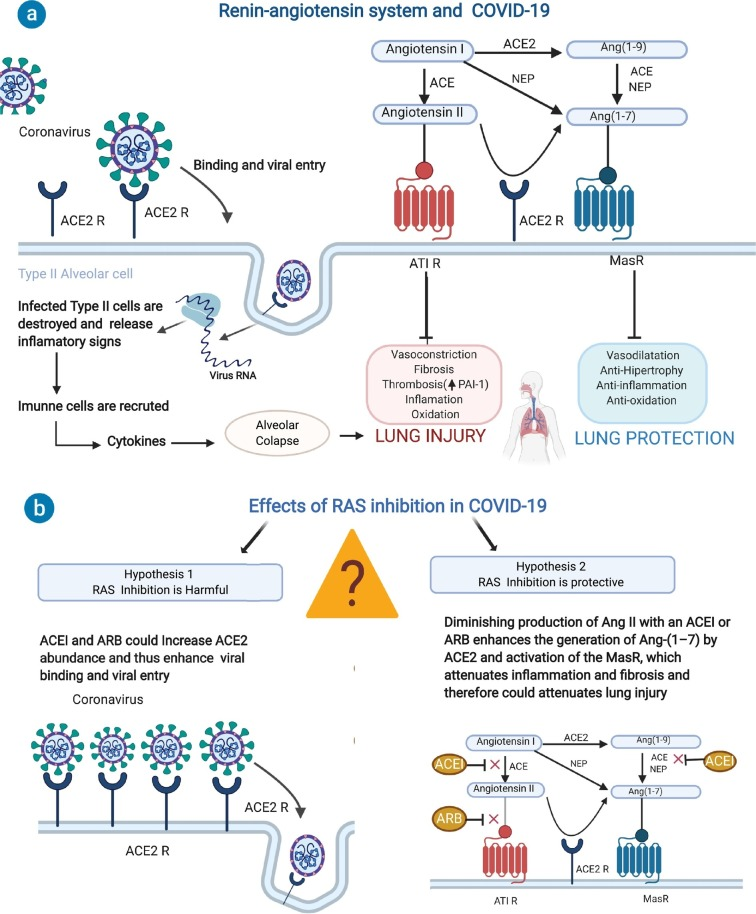 a
Renin-angiotensin system and COVID-19
Coronavirus
ACE2 R
ACE2 R
Binding and viral entry
Angiotensin I
ACE2
Ang(1-9)
ACE
NEP
ACE
NEP
Angiotensin II
Ang(1-7)
ACE2 R
Type II Alveolar cell
ATI R
MasR
Infected Type II cells are
destroyed and release
inflamatory signs
Virus RNA
Imunne cells are recruted
Cytokines
Alveolar
Colapse
Vasoconstriction
Fibrosis
Thrombosis(⬆PAI-1)
Inflamation
Oxidation
LUNG INJURY
Vasodilatation
Anti-Hipertrophy
Anti-inflammation
Anti-oxidation
LUNG PROTECTION
b
Effects of RAS inhibition in COVID-19
?
Hypothesis 1
RAS Inhibition is Harmful
ACEI and ARB could Increase ACE2
abundance and thus enhance viral
binding and viral entry
Coronavirus
ACE2 R
ACE2 R
Hypothesis 2
RAS Inhibition is protective
Diminishing production of Ang II with an ACEI or
ARB enhances the generation of Ang-(1–7) by
ACE2 and activation of the MasR, which
attenuates inflammation and fibrosis and
therefore could attenuates lung injury
Angiotensin I
ACE2
Ang(1-9)
ACEI
ACE
NEP
ACE
NEP
ACEI
Angiotensin II
Ang(1-7)
ARB
ACE2 R
ATI R
MasR